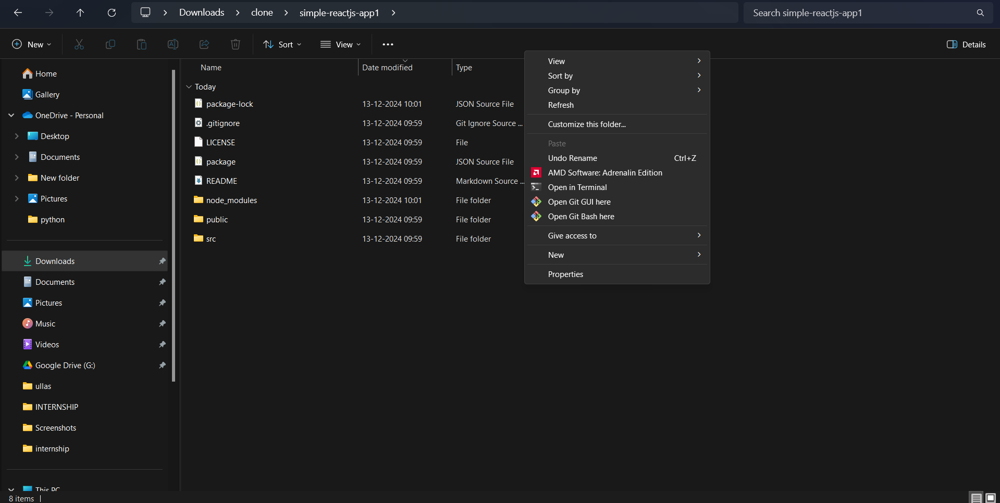 Downloads clone simple-reactjs-app1 Search simple-reactjs-app1
New Sort View Details
Home
Gallery
OneDrive - Personal
Desktop
Documents
New folder
Pictures
python
Downloads
Documents
Pictures
Music
Videos
Google Drive (G:)
ullas
INTERNSHIP
Screenshots
internship
This PC
Name Date modified Type
Today
package-lock 13-12-2024 10:01 JSON Source File
.gitignore 13-12-2024 09:59 Git Ignore Source ...
LICENSE 13-12-2024 09:59 File
package 13-12-2024 09:59 JSON Source File
README 13-12-2024 09:59 Markdown Source ...
node_modules 13-12-2024 10:01 File folder
public 13-12-2024 09:59 File folder
src 13-12-2024 09:59 File folder
View
Sort by
Group by
Refresh
Customize this folder...
Paste
Undo Rename Ctrl+Z
AMD Software: Adrenalin Edition
Open in Terminal
Open Git GUI here
Open Git Bash here
Give access to
New
Properties
8 items